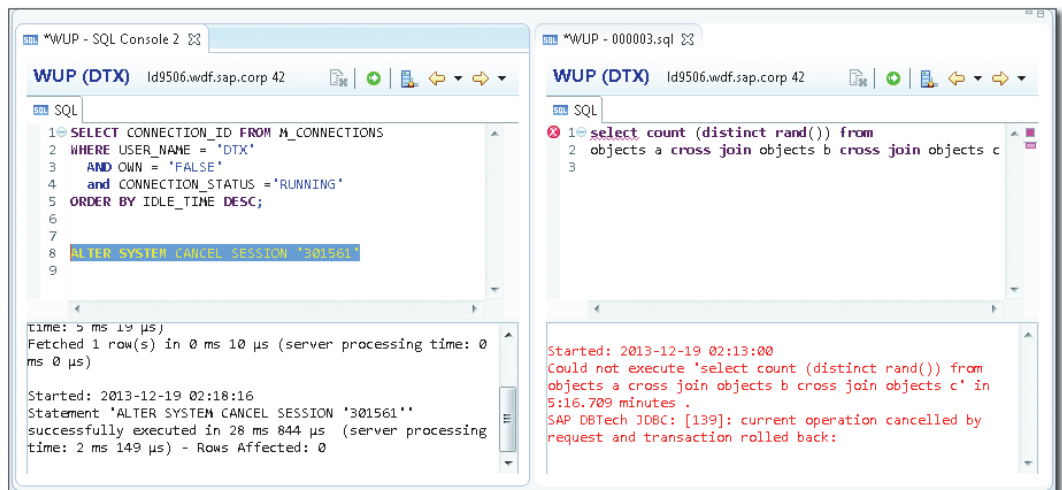 *WUP - SQL Console 2
WUP (DTX) ld9506.wdf.sap.corp 42
SQL
1 SELECT CONNECTION_ID FROM M_CONNECTIONS
2 WHERE USER_NAME = 'DTX'
3 AND OWN = 'FALSE'
4 and CONNECTION_STATUS ='RUNNING'
5 ORDER BY IDLE_TIME DESC;
6
7
8 ALTER SYSTEM CANCEL SESSION '301561'
9
time: 5 ms 19 µs)
Fetched 1 row(s) in 0 ms 10 µs (server processing time: 0
ms 0 µs)
Started: 2013-12-19 02:18:16
Statement 'ALTER SYSTEM CANCEL SESSION '301561''
successfully executed in 28 ms 844 µs (server processing
time: 2 ms 149 µs) - Rows Affected: 0
*WUP - 000003.sql
WUP (DTX) ld9506.wdf.sap.corp 42
SQL
1 select count (distinct rand()) from
2 objects a cross join objects b cross join objects c
3
Started: 2013-12-19 02:13:00
Could not execute 'select count (distinct rand()) from
objects a cross join objects b cross join objects c' in
5:16.709 minutes .
SAP DBTech JDBC: [139]: current operation cancelled by
request and transaction rolled back: